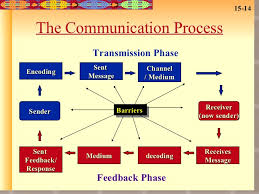 15-14
The Communication Process
Transmission Phase
Encoding
Sent
Message
Channel
/ Medium
Sender
Barriers
Receiver
(now sender)
Sent
Feedback/
Response
Medium
decoding
Receives
Message
Feedback Phase